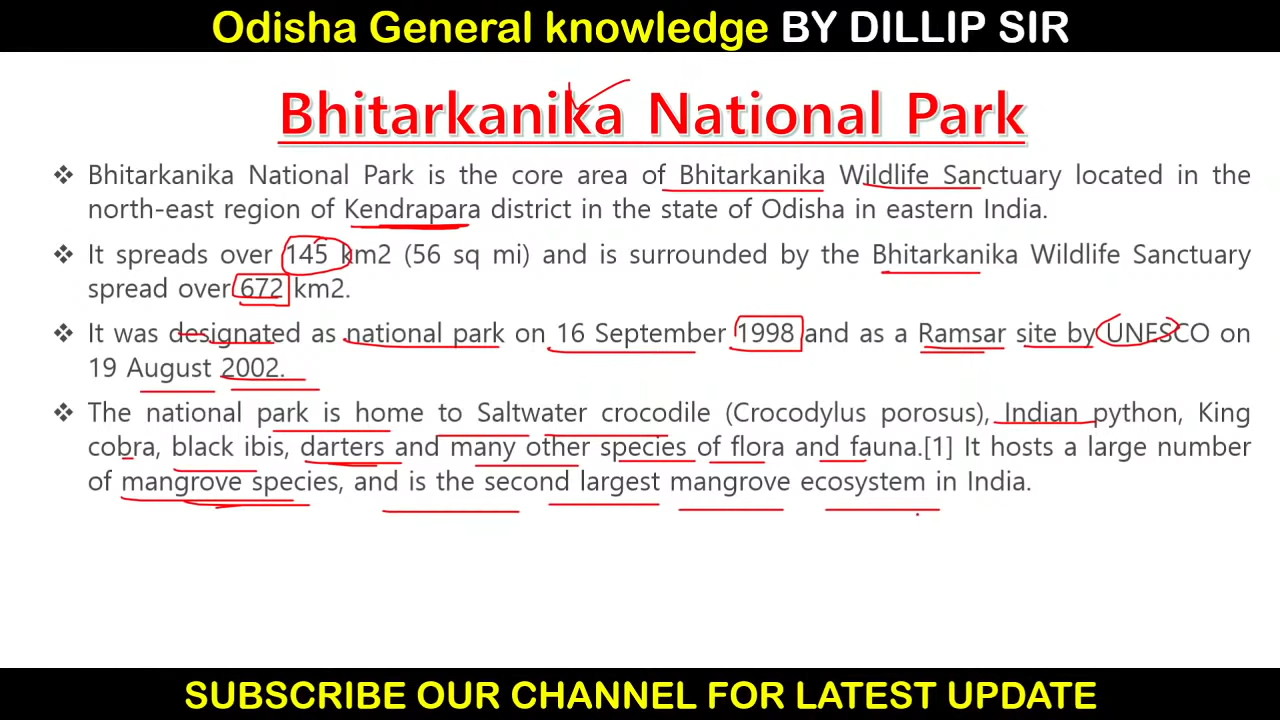 Odisha General knowledge BY DILLIP SIR
Bhitarkanika National Park
❖ Bhitarkanika National Park is the core area of Bhitarkanika Wildlife Sanctuary located in the
north-east region of Kendrapara district in the state of Odisha in eastern India.
❖ It spreads over 145 km2 (56 sq mi) and is surrounded by the Bhitarkanika Wildlife Sanctuary
spread over 672 km2.
❖ It was designated as national park on 16 September 1998 and as a Ramsar site by UNESCO on
19 August 2002.
❖ The national park is home to Saltwater crocodile (Crocodylus porosus), Indian python, King
cobra, black ibis, darters and many other species of flora and fauna.[1] It hosts a large number
of mangrove species, and is the second largest mangrove ecosystem in India.
SUBSCRIBE OUR CHANNEL FOR LATEST UPDATE